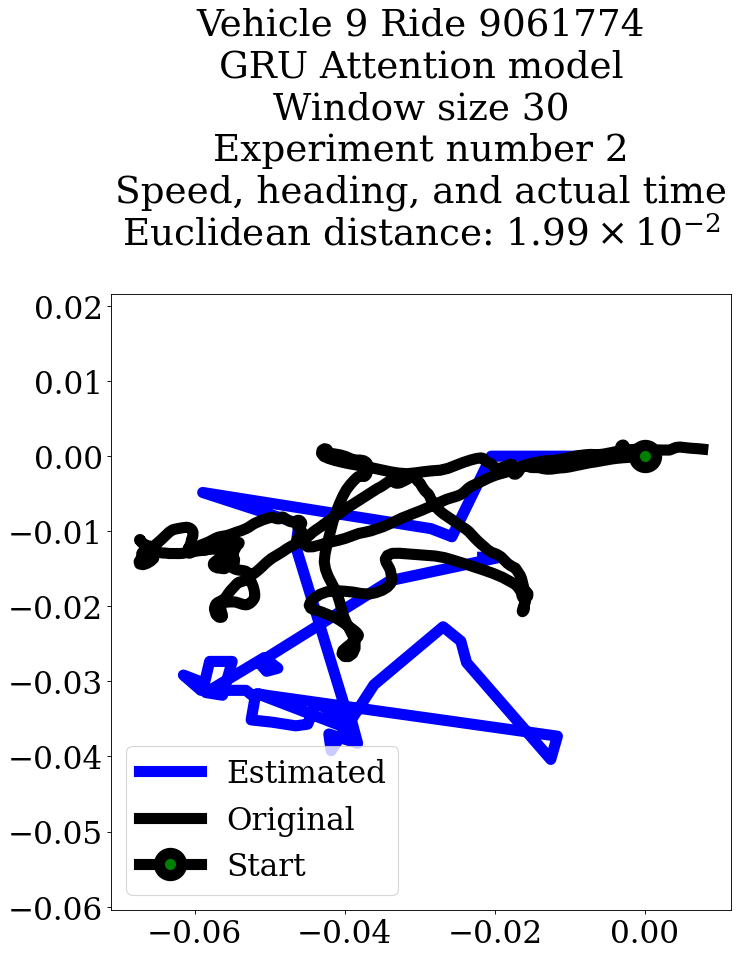 Vehicle 9 Ride 9061774
GRU Attention model
Window size 30
Experiment number 2
Speed, heading, and actual time
Euclidean distance: 1.99 × 10⁻²
0.02
0.01
0.00
−0.01
−0.02
−0.03
−0.04
−0.05
−0.06
Estimated
Original
Start
−0.06 −0.04 −0.02 0.00